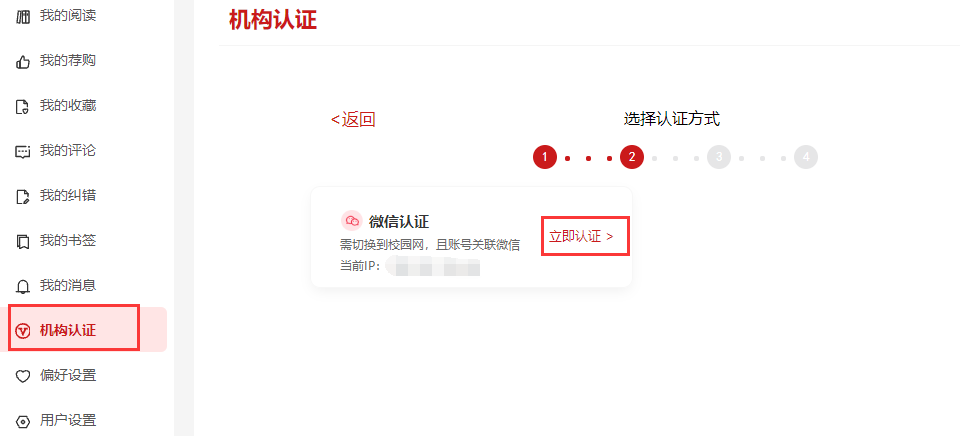 我的阅读
我的荐购
我的收藏
我的评论
我的纠错
我的书签
我的消息
机构认证
偏好设置
用户设置
机构认证
<返回
选择认证方式
1 2 3 4
微信认证
需切换到校园网，且账号关联微信
当前IP：
立即认证 >